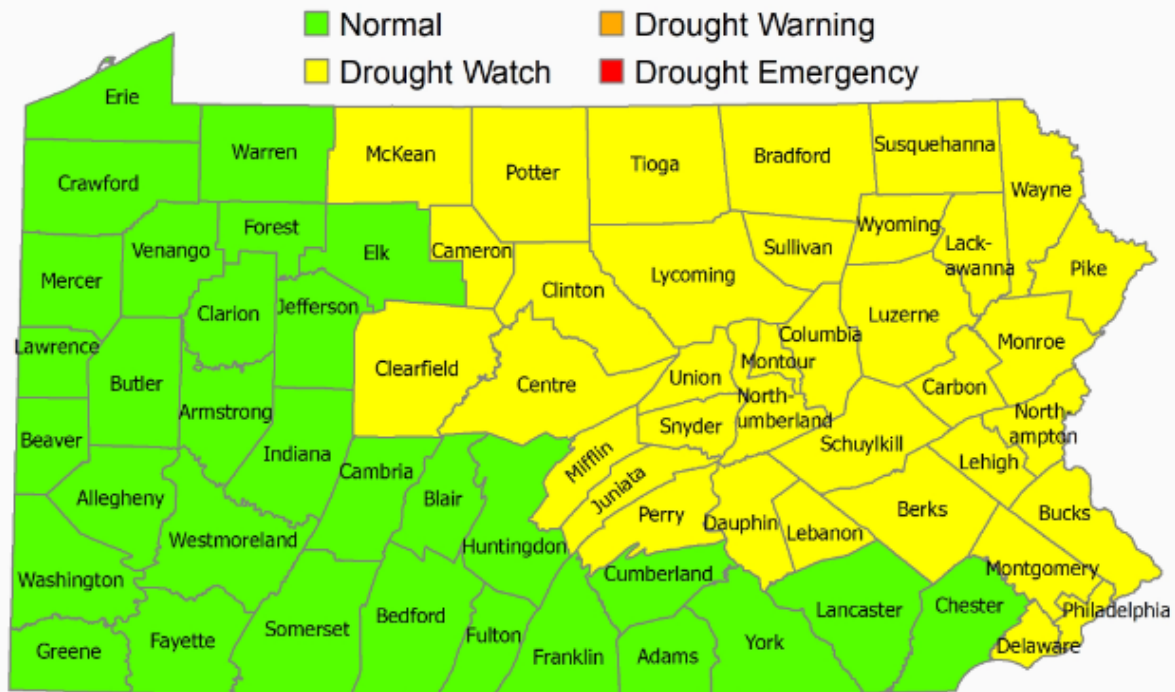 Normal
Drought Warning
Drought Watch
Drought Emergency
Erie
Warren
McKean
Potter
Tioga
Bradford
Susquehanna
Crawford
Wayne
Forest
Venango
Elk
Cameron
Sullivan
Wyoming
Lack-
awanna
Mercer
Clarion
Jefferson
Clinton
Lycoming
Pike
Luzerne
Columbia
Lawrence
Butler
Clearfield
Centre
Union
Montour
Monroe
Carbon
Armstrong
Snyder
North-
umberland
North-
ampton
Beaver
Indiana
Schuylkill
Lehigh
Cambria
Mifflin
Allegheny
Blair
Juniata
Perry
Dauphin
Lebanon
Berks
Bucks
Westmoreland
Huntingdon
Washington
Cumberland
Montgomery
Bedford
Lancaster
Chester
Philadelphia
Greene
Fayette
Somerset
Fulton
Franklin
Adams
York
Delaware